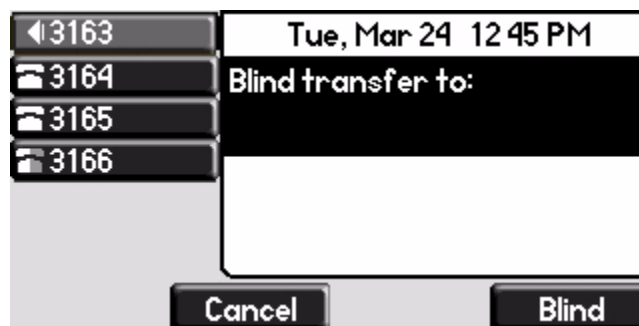 3163
Tue, Mar 24 12 45 PM
3164
Blind transfer to:
3165
3166
Cancel
Blind